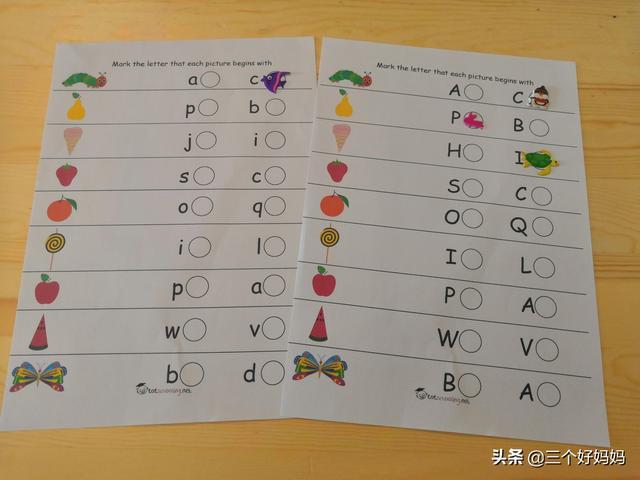 Mark the letter that each picture begins with
a c
p b
j i
s c
o q
i l
p a
w v
b d
totschooling.net
Mark the letter that each picture begins with
A C
P B
H I
S C
O Q
I L
P A
W V
B A
totschooling.net
头条 @三个好妈妈